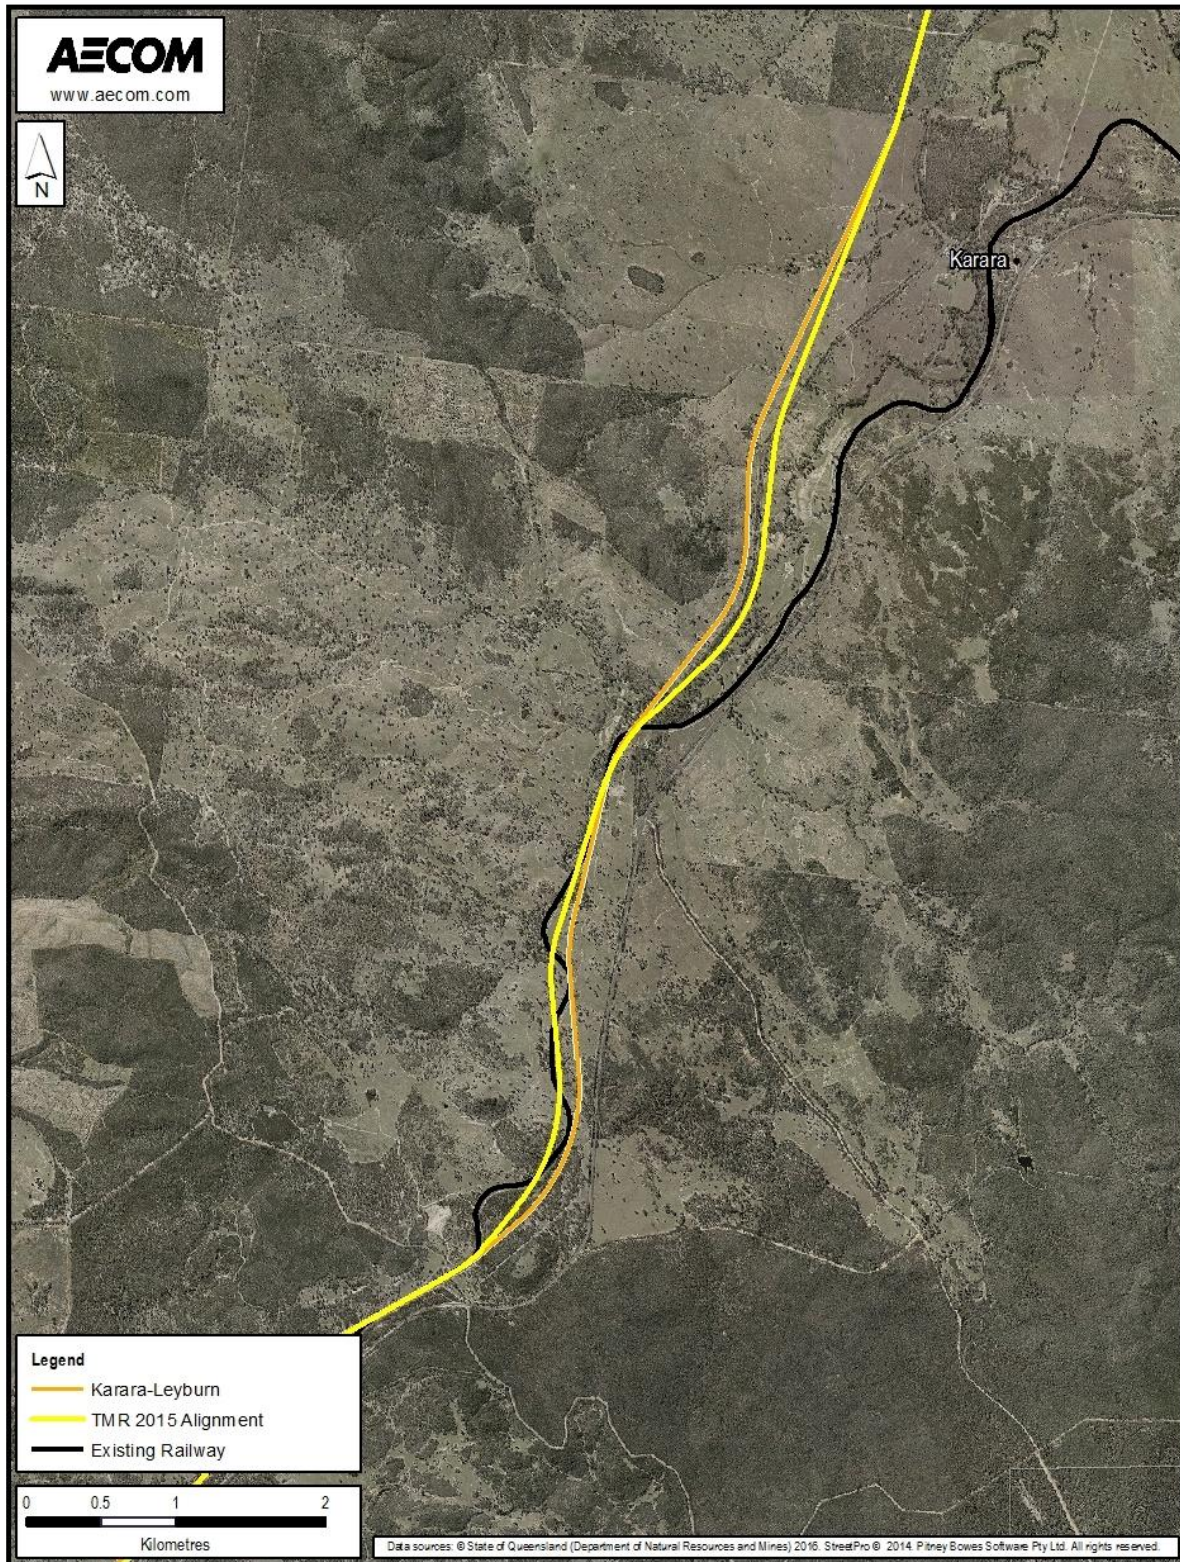 AECOM
www.aecom.com
N
Karara
Legend
Karara-Leyburn
TMR 2015 Alignment
Existing Railway
0 0.5 1 2
Kilometres
Data sources: © State of Queensland (Department of Natural Resources and Mines) 2016. StreetPro © 2014 Pitney Bowes Software Pty Ltd. All rights reserved.